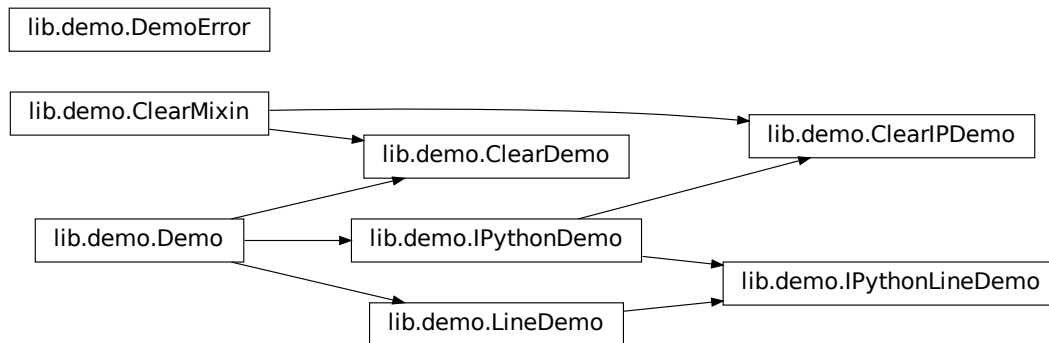 lib.demo.DemoError
lib.demo.ClearMixin
lib.demo.ClearIPDemo
lib.demo.ClearDemo
lib.demo.Demo
lib.demo.IPythonDemo
lib.demo.IPythonLineDemo
lib.demo.LineDemo